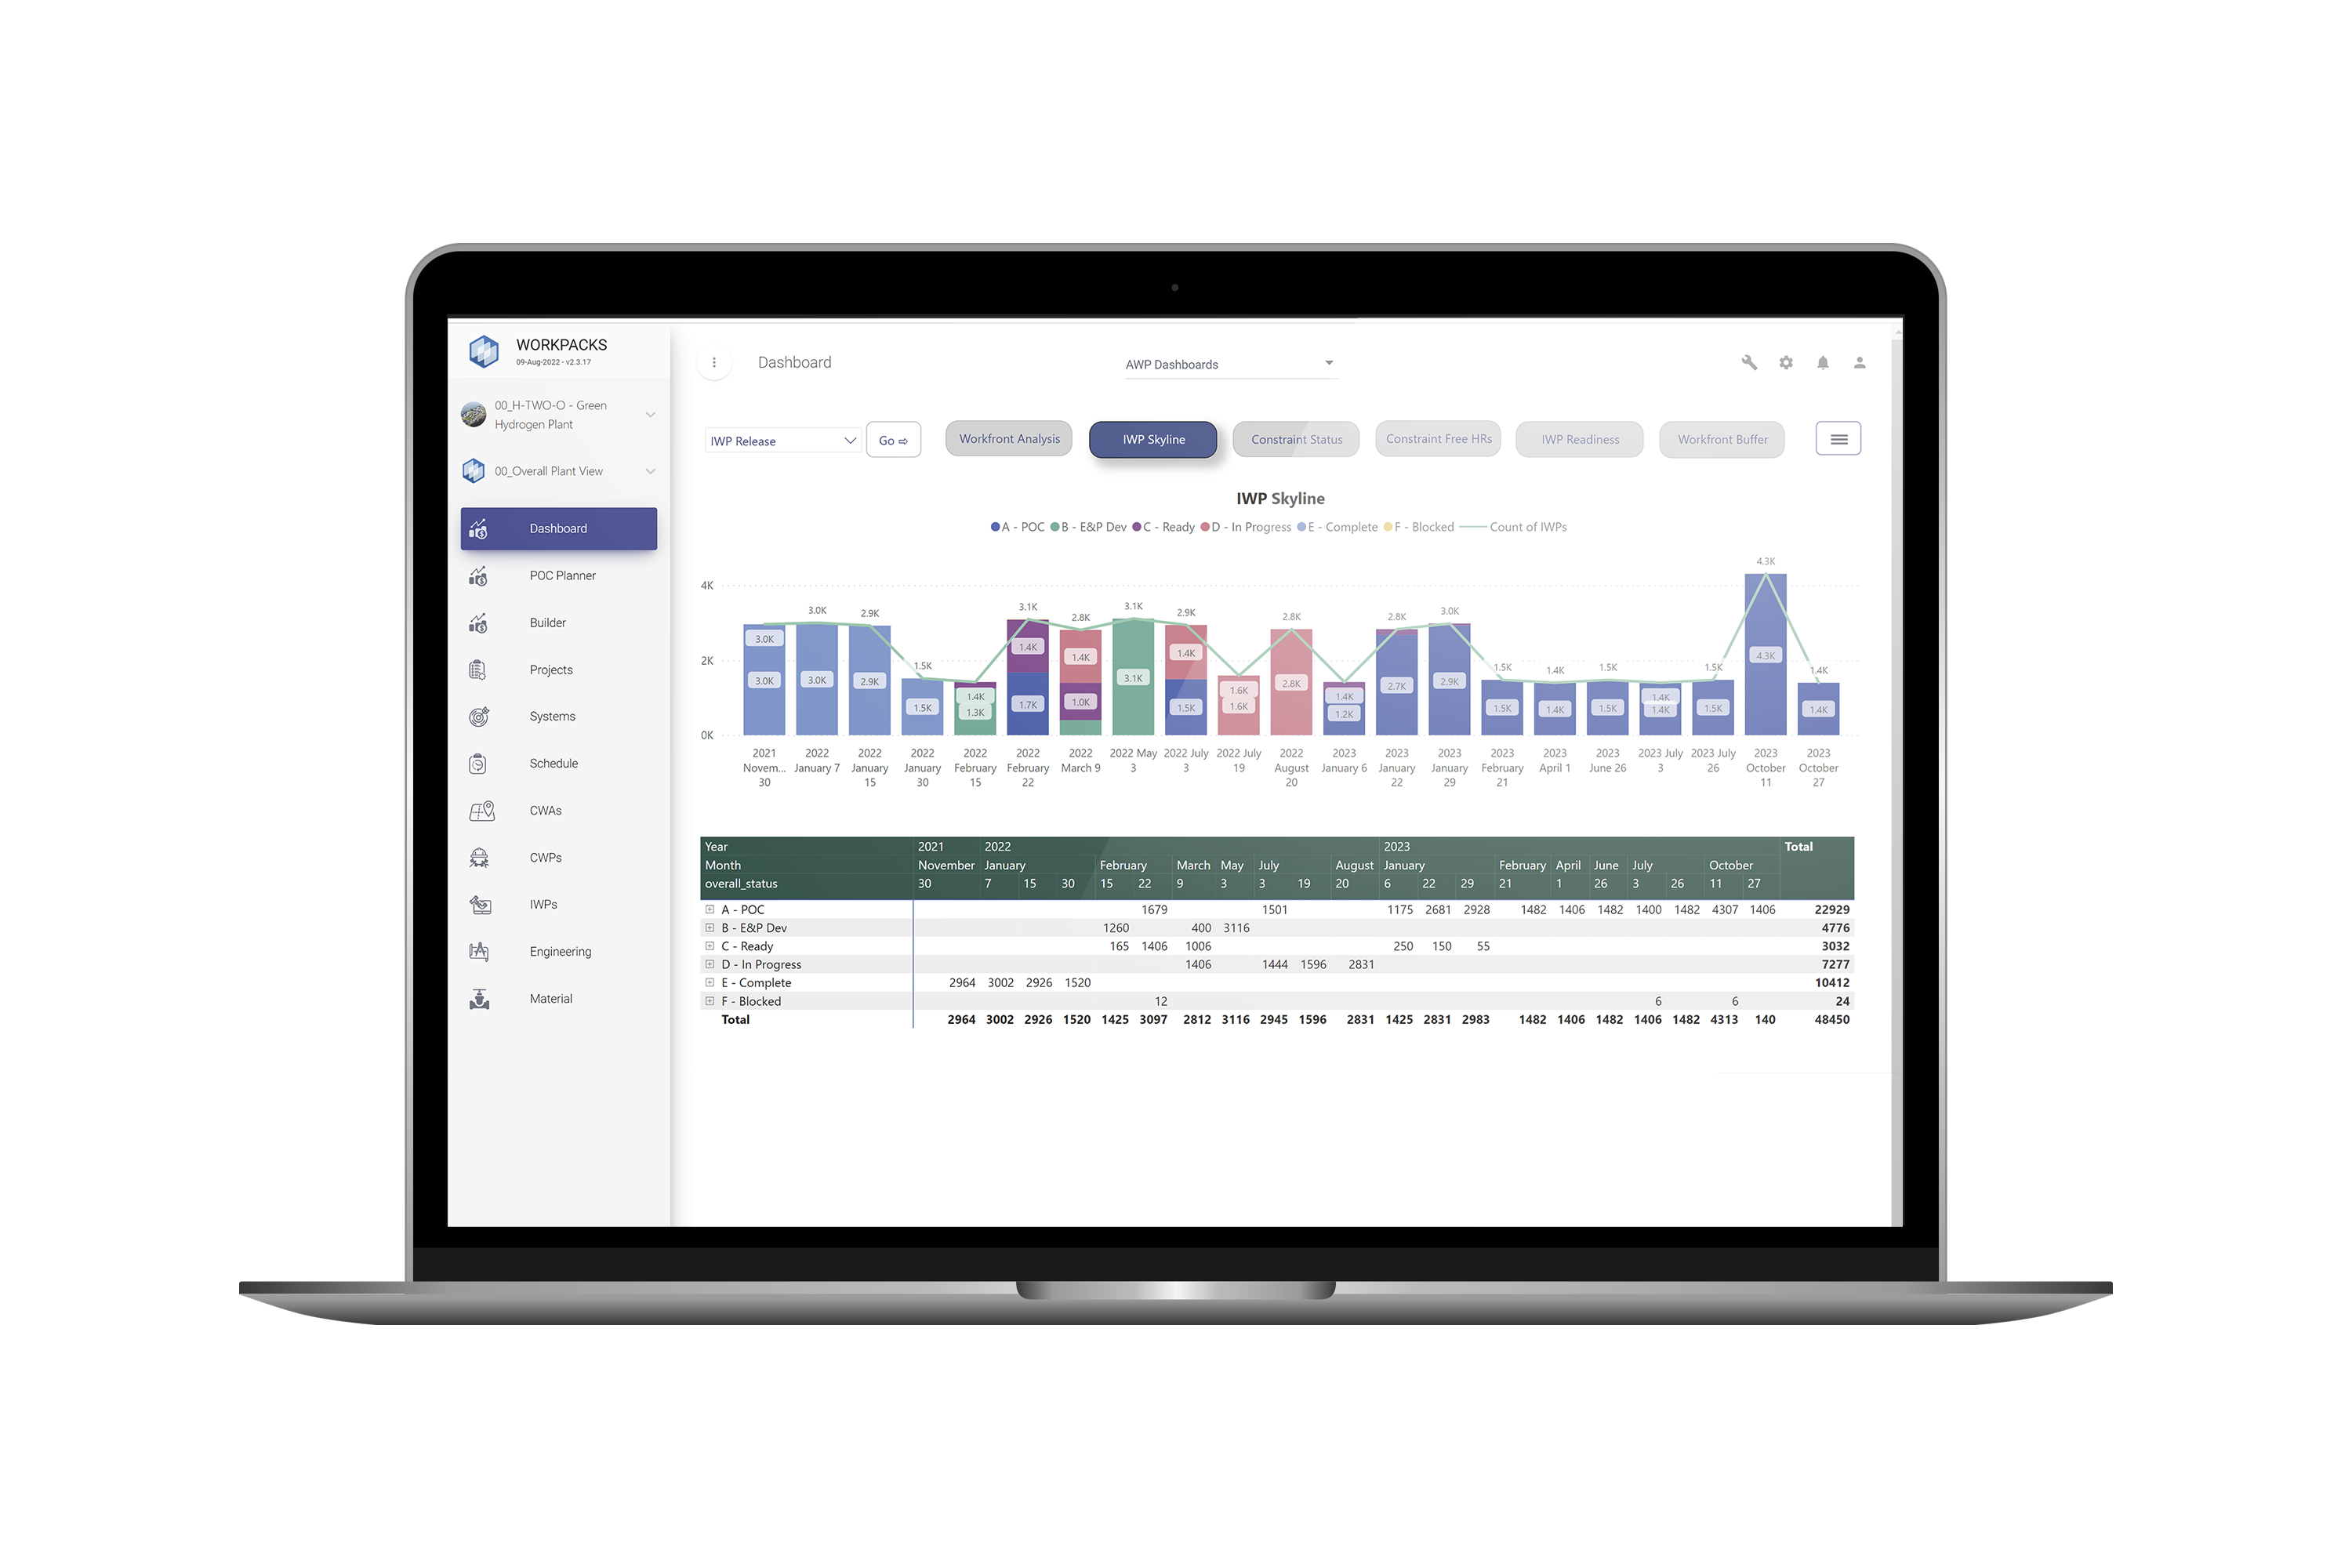 WORKPACKS
09-Aug-2022 - v2.3.17
00_H-TWO-O - Green
Hydrogen Plant
00_Overall Plant View
Dashboard
POC Planner
Builder
Projects
Systems
Schedule
CWAs
CWPs
IWPs
Engineering
Material
Dashboard
AWP Dashboards
IWP Release
Go ⇨
Workfront Analysis
IWP Skyline
Constraint Status
Constraint Free HRs
IWP Readiness
Workfront Buffer
IWP Skyline
A - POC B - E&P Dev C - Ready D - In Progress E - Complete F - Blocked Count of IWPs
4K
2K
0K
3.0K 3.0K
3.0K 3.0K
2.9K 2.9K
1.5K 1.5K
1.4K 1.3K
3.1K 1.4K 1.7K
2.8K 1.4K 1.0K
3.1K 3.1K
2.9K 1.4K 1.5K
1.6K 1.6K
2.8K 2.8K
1.4K 1.2K
2.8K 2.7K
3.0K 2.9K
1.5K 1.5K
1.4K 1.4K
1.5K 1.5K
1.4K 1.4K
1.5K 1.5K
4.3K 4.3K
1.4K 1.4K
2021 2022 2022 2022 2022 2022 2022 2022 May 2022 July 2022 July 2022 2023 2023 2023 2023 2023 2023 2023 July 2023 July 2023 2023
Novem... January 7 January January February February March 9 3 3 19 August January 6 January January February April 1 June 26 3 26 October October
30 15 30 15 22 20 22 29 21 11 27
Year 2021 2022 2023 Total
Month November January February March May July August January February April June July October
overall_status 30 7 15 30 15 22 9 3 3 19 20 6 22 29 21 1 26 3 26 11 27
A - POC 1679 1501 1175 2681 2928 1482 1406 1482 1400 1482 4307 1406 22929
B - E&P Dev 1260 400 3116 4776
C - Ready 165 1406 1006 250 150 55 3032
D - In Progress 1406 1444 1596 2831 7277
E - Complete 2964 3002 2926 1520 10412
F - Blocked 12 6 6 24
Total 2964 3002 2926 1520 1425 3097 2812 3116 2945 1596 2831 1425 2831 2983 1482 1406 1482 1406 1482 4313 140 48450